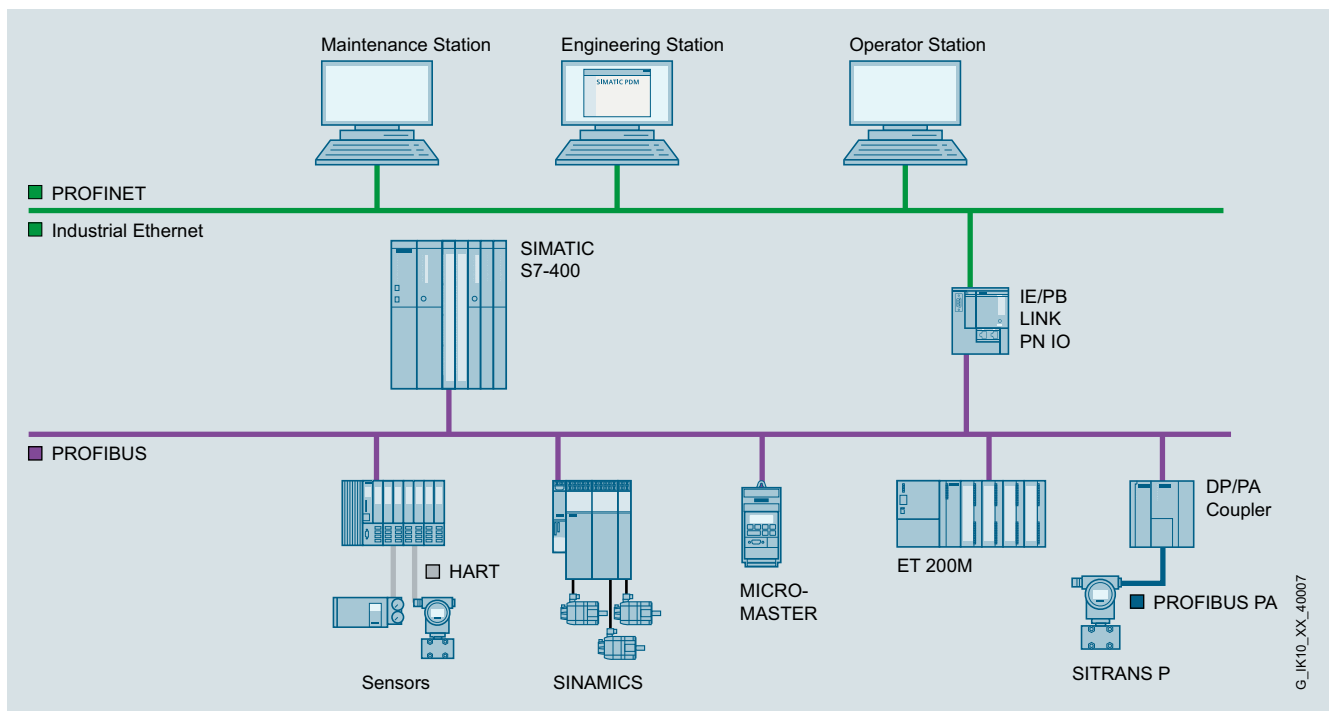 Maintenance Station
Engineering Station
Operator Station
SIMATIC PDM
PROFINET
Industrial Ethernet
SIMATIC
S7-400
IE/PB
LINK
PN IO
PROFIBUS
DP/PA
Coupler
HART
ET 200M
MICRO-
MASTER
PROFIBUS PA
Sensors
SINAMICS
SITRANS P
G_IK10_XX_40007